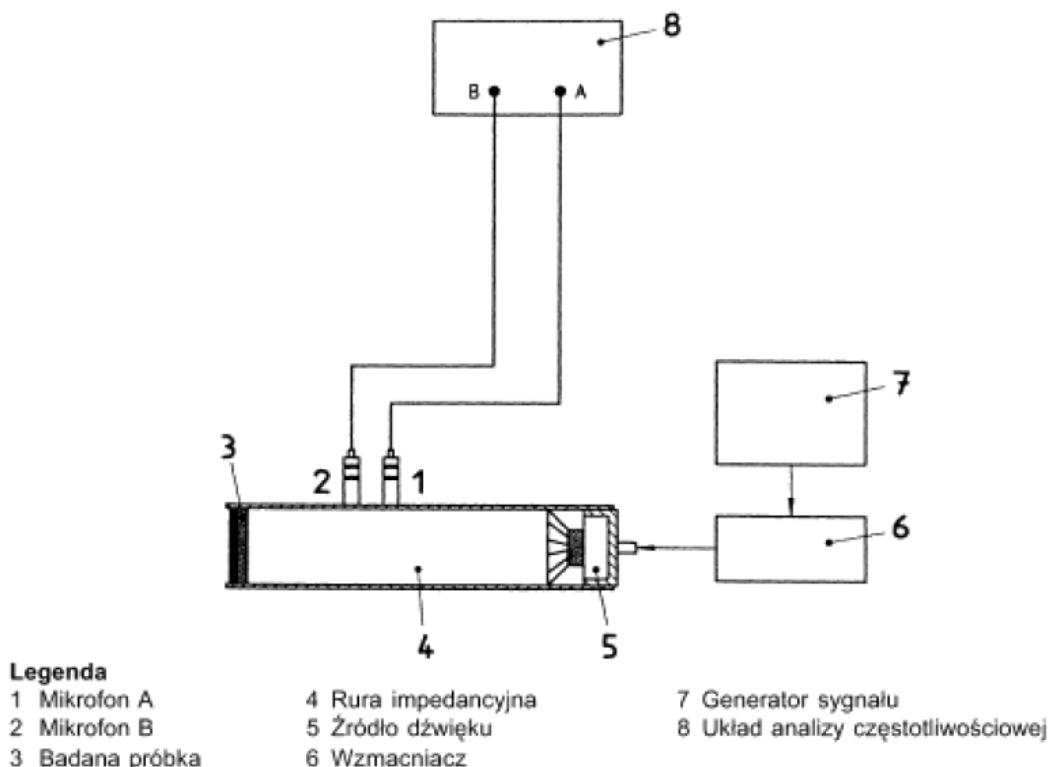 8
B A
7
3
2 1
6
4 5
Legenda
1 Mikrofon A
2 Mikrofon B
3 Badana próbka
4 Rura impedancyjna
5 Źródło dźwięku
6 Wzmacniacz
7 Generator sygnału
8 Układ analizy częstotliwościowej